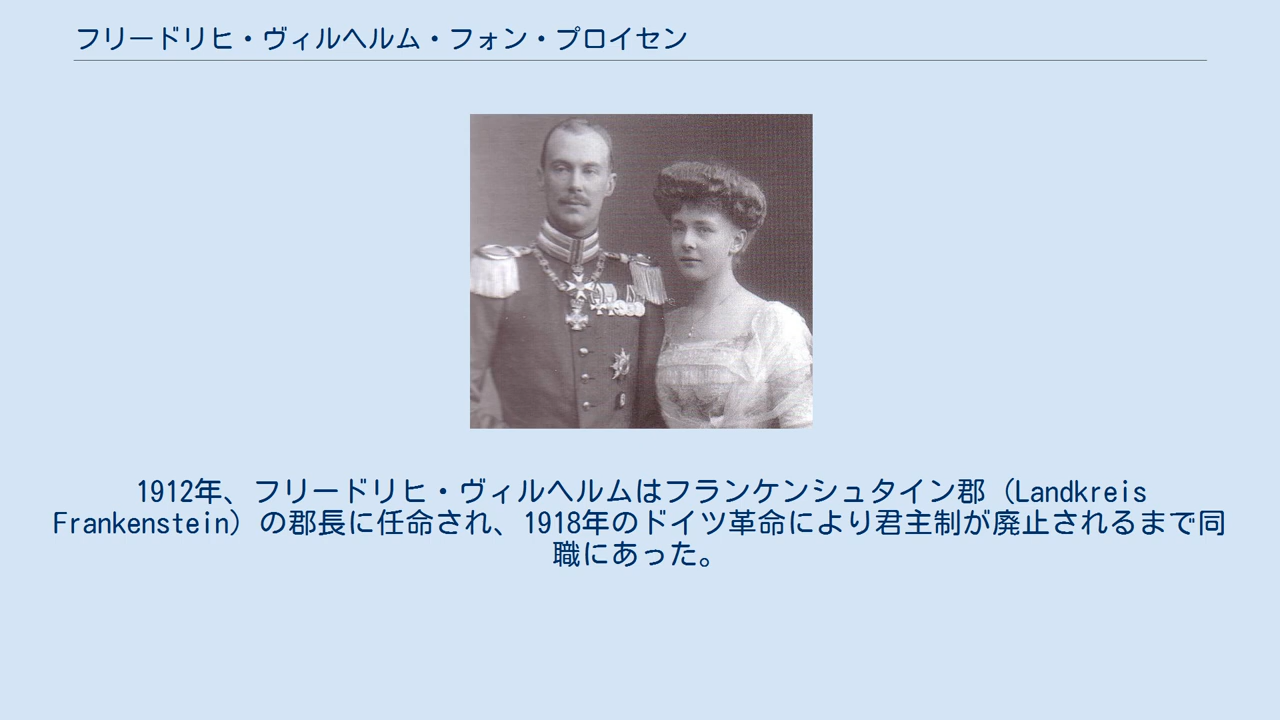 フリードリヒ・ヴィルヘルム・フォン・プロイセン
1912年、フリードリヒ・ヴィルヘルムはフランケンシュタイン郡（Landkreis
Frankenstein）の郡長に任命され、1918年のドイツ革命により君主制が廃止されるまで同
職にあった。